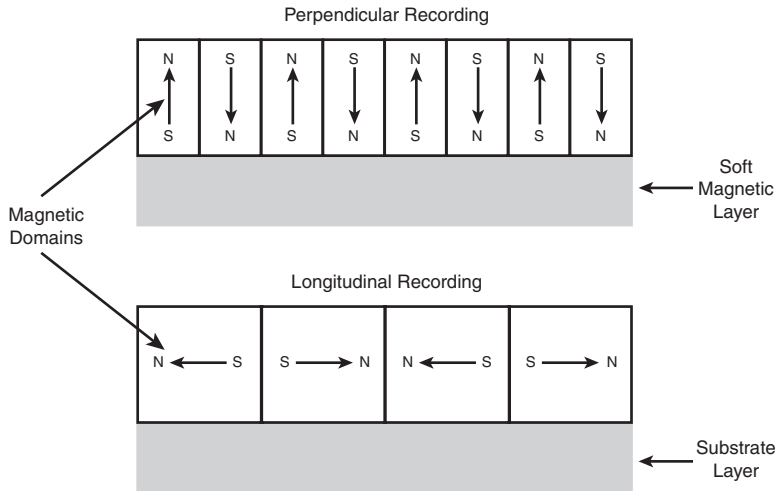 Perpendicular Recording
N S N S N S N S
S N S N S N S N
Soft
Magnetic
Layer
Magnetic
Domains
Longitudinal Recording
N S S N N S S N
Substrate
Layer